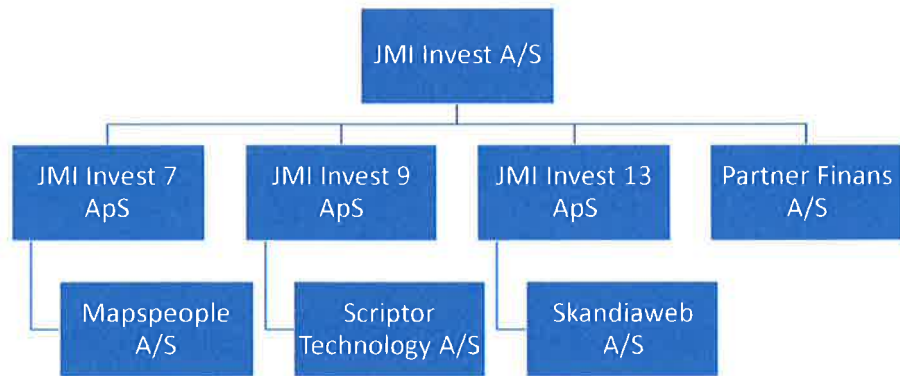 JMI Invest A/S
JMI Invest 7
ApS
JMI Invest 9
ApS
JMI Invest 13
ApS
Partner Finans
A/S
Mapspeople
A/S
Scriptor
Technology A/S
Skandiaweb
A/S